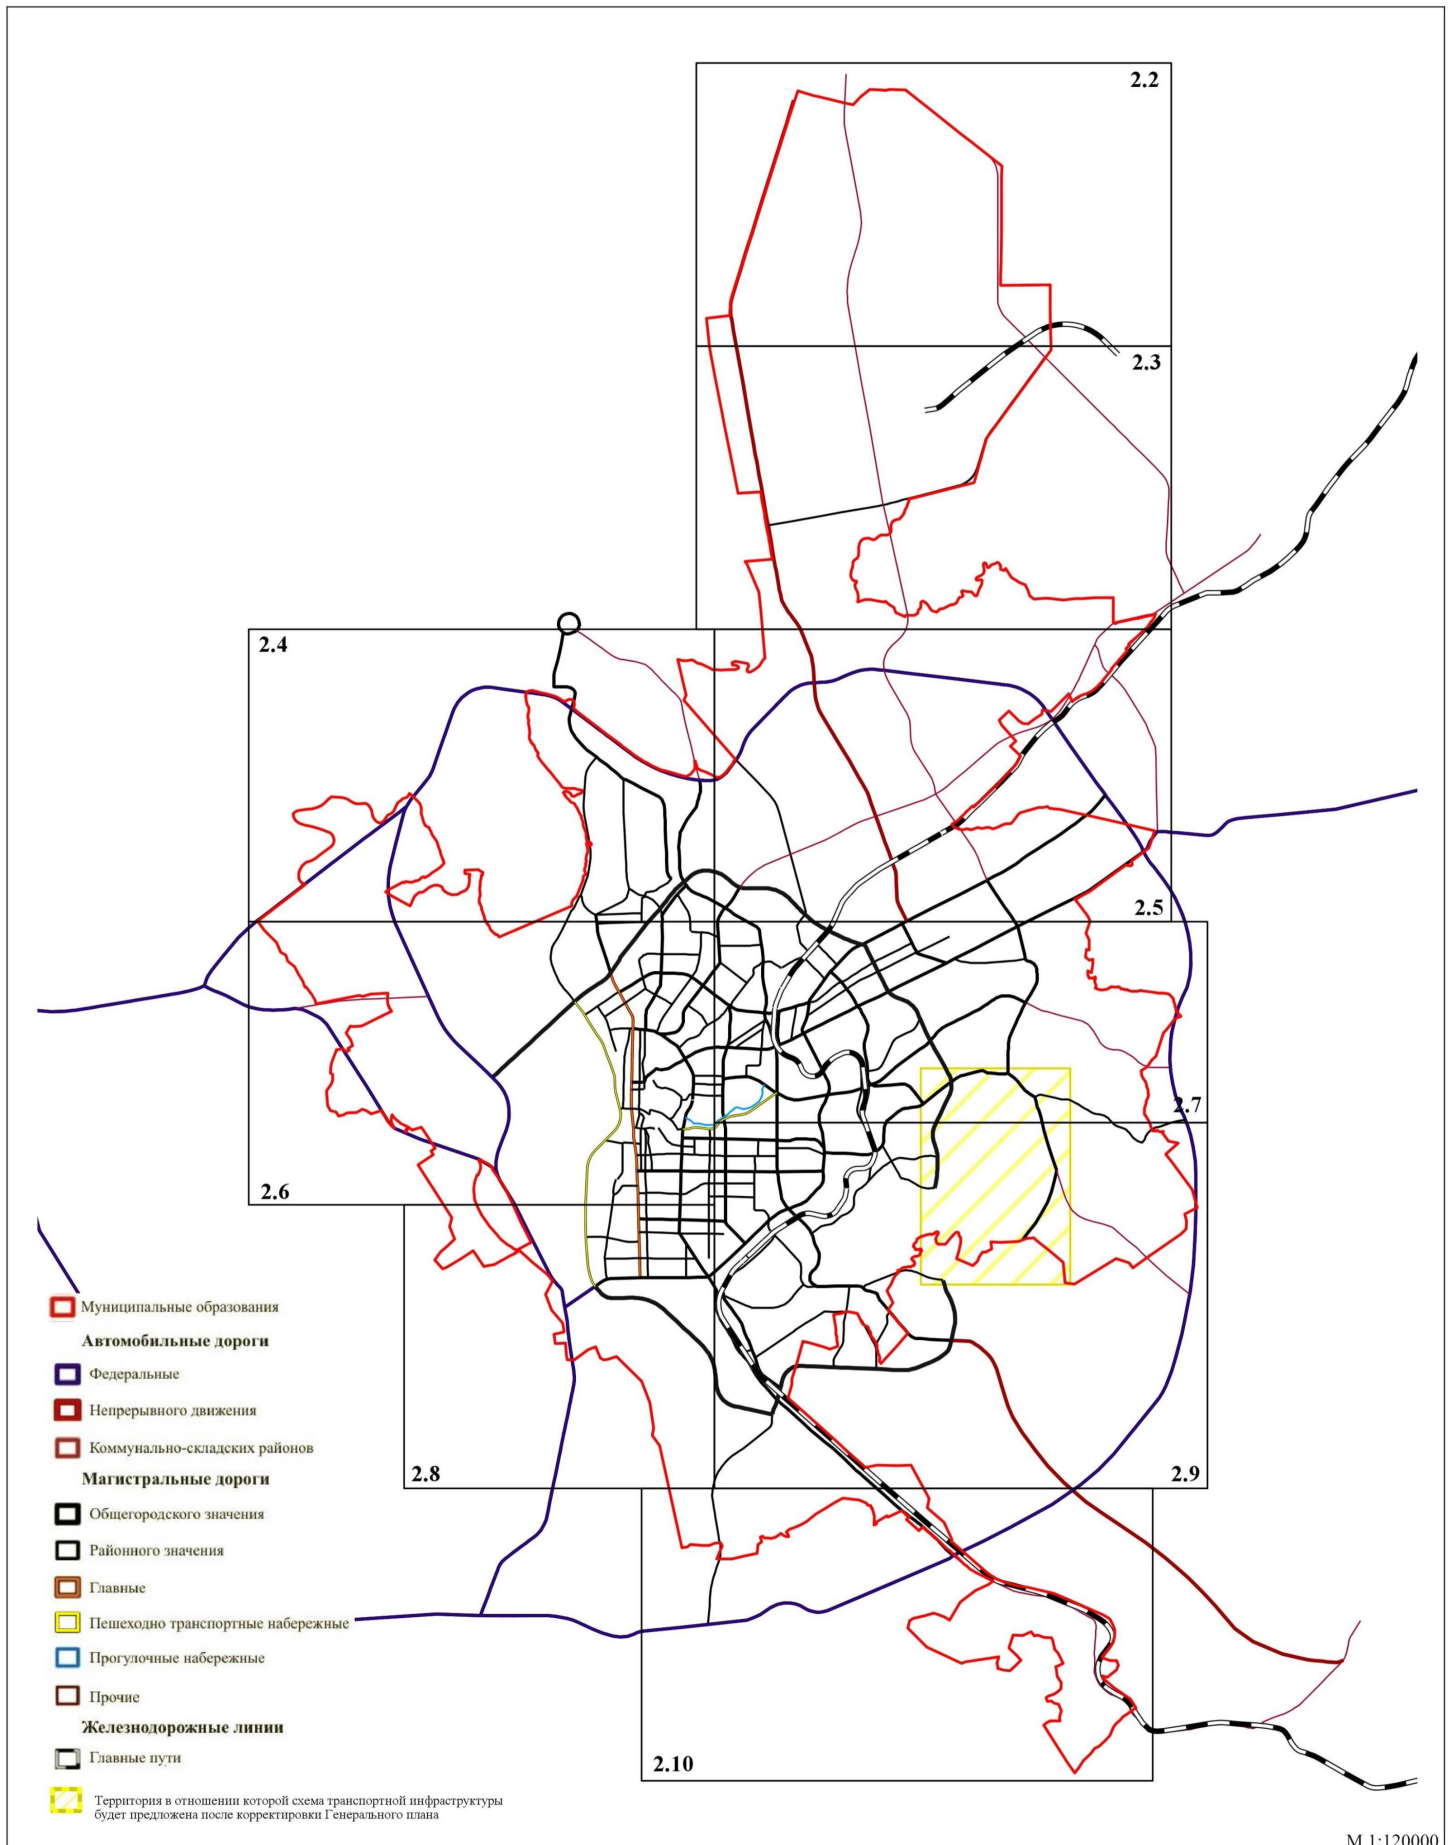 2.2
2.3
2.4
2.5
2.7
2.6
Муниципальные образования
Автомобильные дороги
Федеральные
Непрерывного движения
Коммунально-складских районов
Магистральные дороги
2.8
2.9
Общегородского значения
Районного значения
Главные
Пешеходно транспортные набережные
Прогулочные набережные
Прочие
Железнодорожные линии
Главные пути
2.10
Территория в отношении которой схема транспортной инфраструктуры
будет предложена после корректировки Генерального плана
М 1:120000